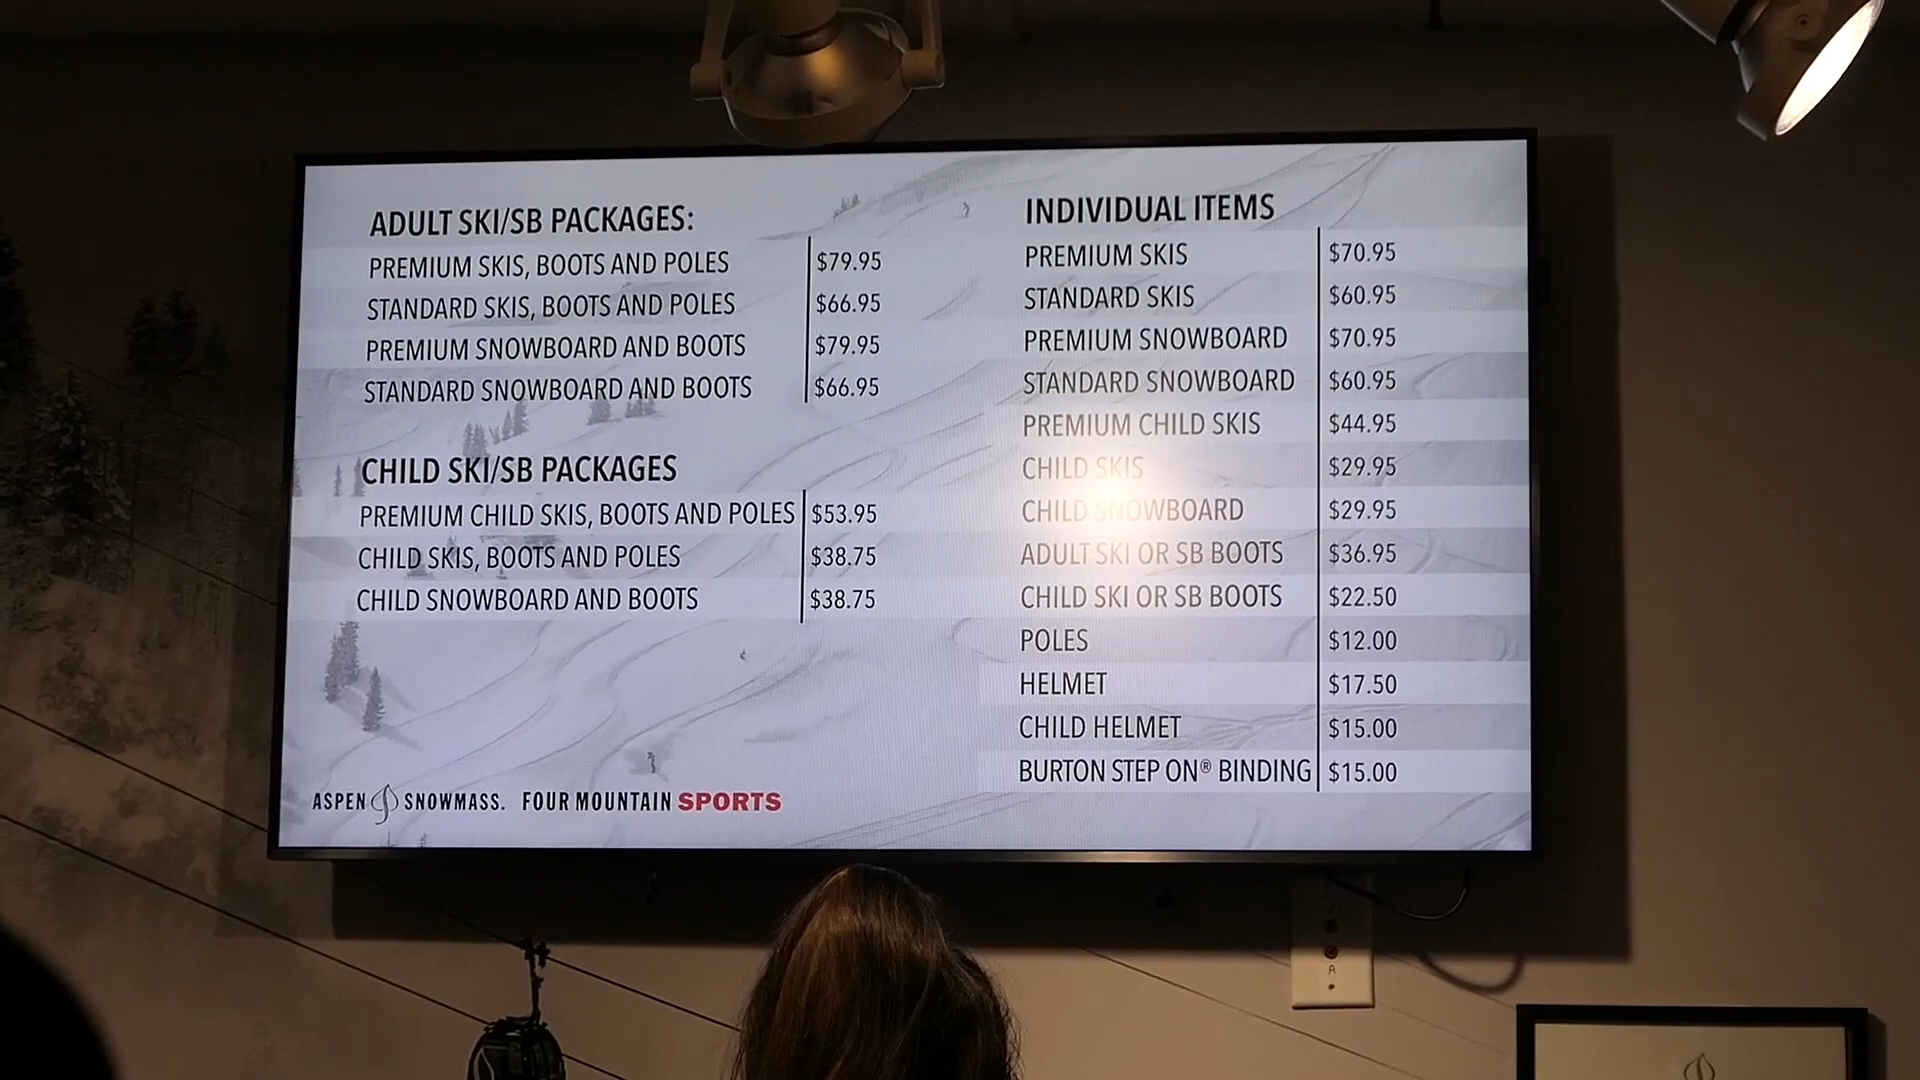 ADULT SKI/SB PACKAGES:
PREMIUM SKIS, BOOTS AND POLES $79.95
STANDARD SKIS, BOOTS AND POLES $66.95
PREMIUM SNOWBOARD AND BOOTS $79.95
STANDARD SNOWBOARD AND BOOTS $66.95
CHILD SKI/SB PACKAGES
PREMIUM CHILD SKIS, BOOTS AND POLES $53.95
CHILD SKIS, BOOTS AND POLES $38.75
CHILD SNOWBOARD AND BOOTS $38.75
ASPEN SNOWMASS. FOUR MOUNTAIN SPORTS
INDIVIDUAL ITEMS
PREMIUM SKIS $70.95
STANDARD SKIS $60.95
PREMIUM SNOWBOARD $70.95
STANDARD SNOWBOARD $60.95
PREMIUM CHILD SKIS $44.95
CHILD SKIS $29.95
CHILD SNOWBOARD $29.95
ADULT SKI OR SB BOOTS $36.95
CHILD SKI OR SB BOOTS $22.50
POLES $12.00
HELMET $17.50
CHILD HELMET $15.00
BURTON STEP ON® BINDING $15.00